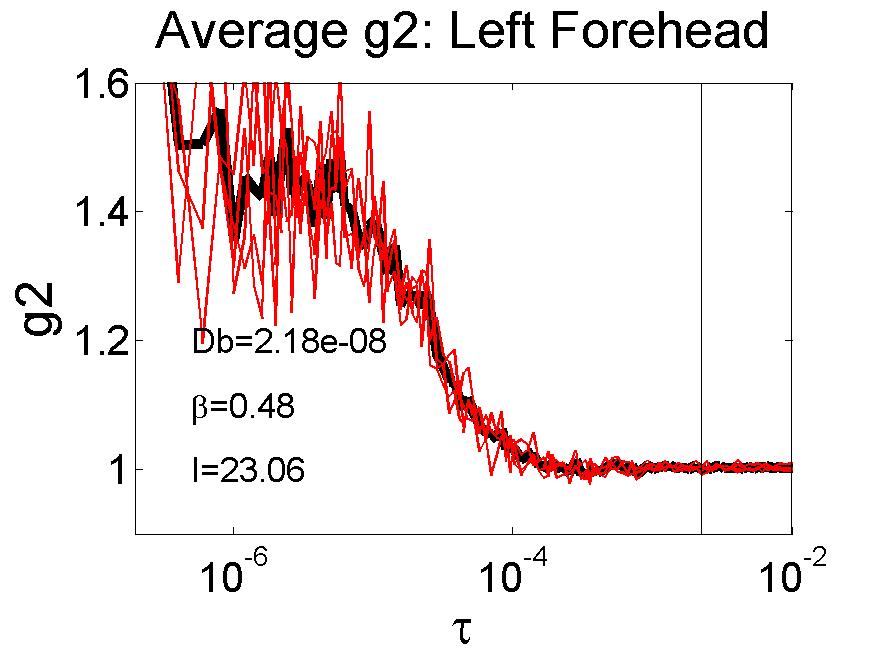 Average g2: Left Forehead
1.6
1.4
1.2
1
g2
Db=2.18e-08
β=0.48
I=23.06
10^-6
10^-4
10^-2
τ